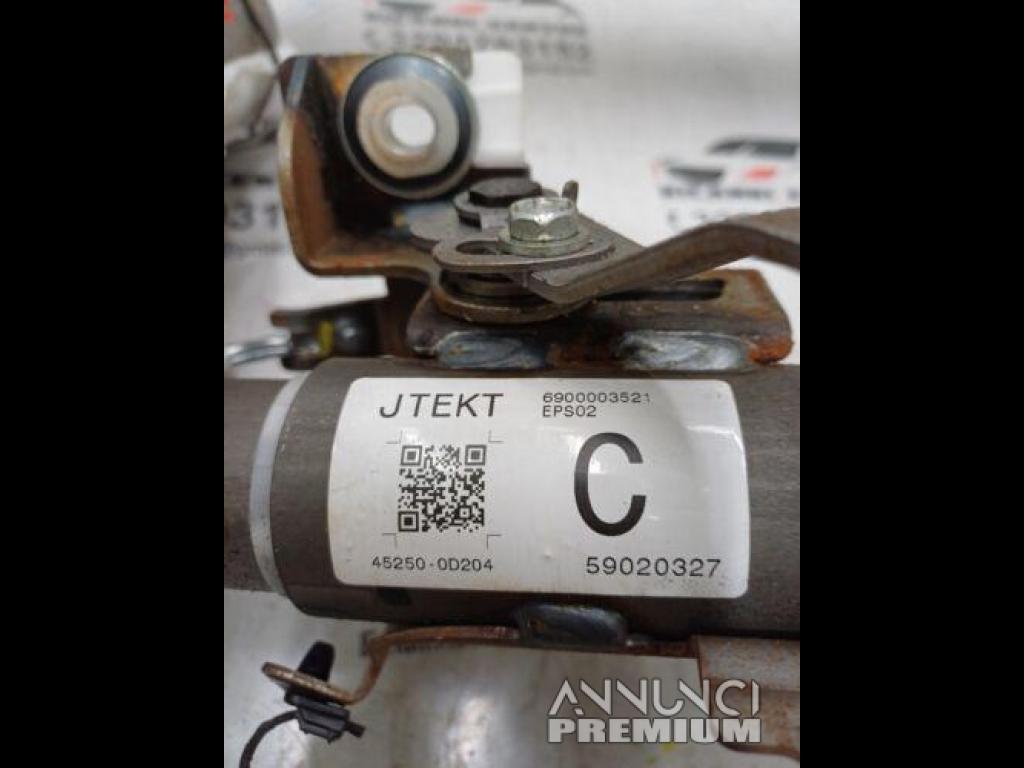 JTEKT
6900003521
EPS02
C
45250-0D204
59020327
ANNUNCI
PREMIUM